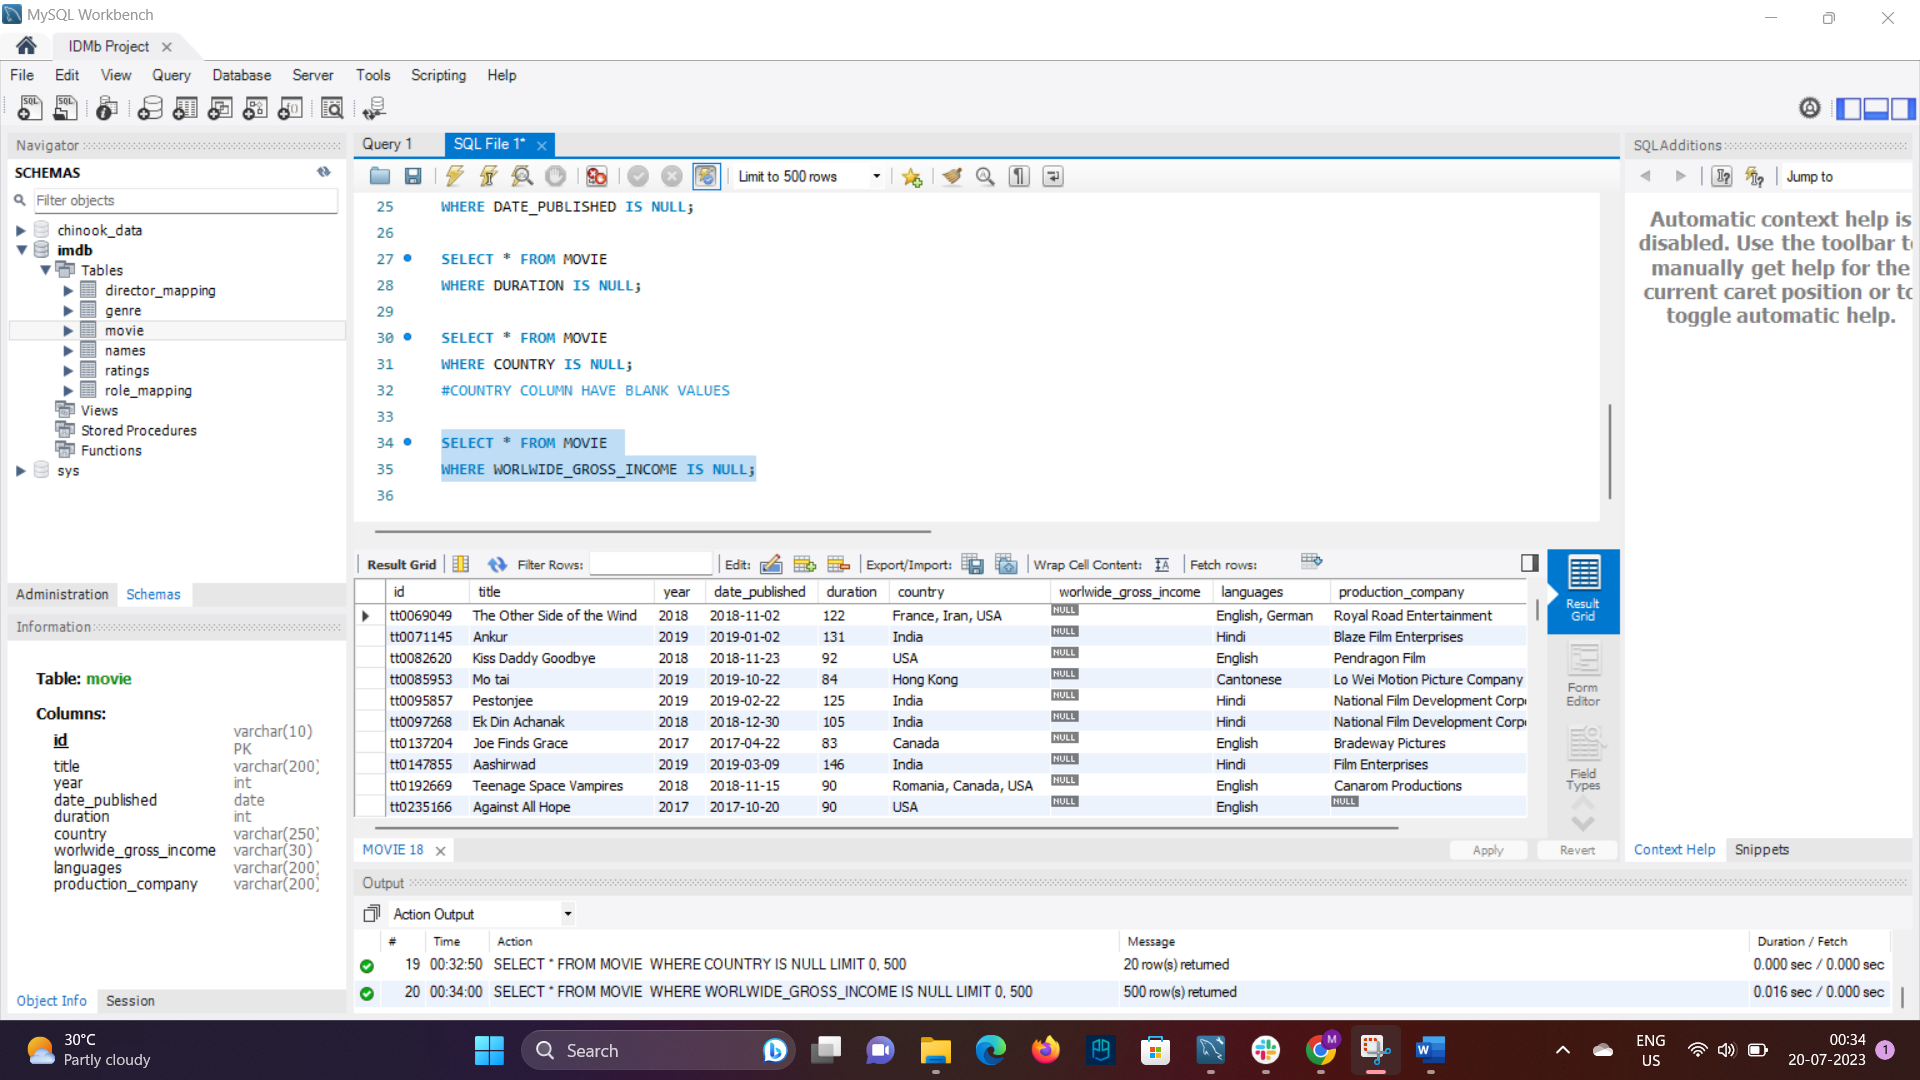 MySQL Workbench
IDMb Project
File Edit View Query Database Server Tools Scripting Help
Navigator
SCHEMAS
Filter objects
chinook_data
imdb
Tables
director_mapping
genre
movie
names
ratings
role_mapping
Views
Stored Procedures
Functions
sys
Administration Schemas
Information
Table: movie
Columns:
id varchar(10)
PK
title varchar(200)
year int
date_published date
duration int
country varchar(250)
worlwide_gross_income varchar(30)
languages varchar(200)
production_company varchar(200)
Object Info Session
Query 1 SQL File 1*
Limit to 500 rows
25 WHERE DATE_PUBLISHED IS NULL;
26
27 SELECT * FROM MOVIE
28 WHERE DURATION IS NULL;
29
30 SELECT * FROM MOVIE
31 WHERE COUNTRY IS NULL;
32 #COUNTRY COLUMN HAVE BLANK VALUES
33
34 SELECT * FROM MOVIE
35 WHERE WORLWIDE_GROSS_INCOME IS NULL;
36
Result Grid Filter Rows: Edit: Export/Import: Wrap Cell Content: Fetch rows:
id title year date_published duration country worlwide_gross_income languages production_company
tt0069049 The Other Side of the Wind 2018 2018-11-02 122 France, Iran, USA NULL English, German Royal Road Entertainment
tt0071145 Ankur 2019 2019-01-02 131 India NULL Hindi Blaze Film Enterprises
tt0082620 Kiss Daddy Goodbye 2018 2018-11-23 92 USA NULL English Pendragon Film
tt0085953 Mo tai 2019 2019-10-22 84 Hong Kong NULL Cantonese Lo Wei Motion Picture Company
tt0095857 Pestonjee 2019 2019-02-22 125 India NULL Hindi National Film Development Corp
tt0097268 Ek Din Achanak 2018 2018-12-30 105 India NULL Hindi National Film Development Corp
tt0137204 Joe Finds Grace 2017 2017-04-22 83 Canada NULL English Bradeway Pictures
tt0147855 Aashirwad 2019 2019-03-09 146 India NULL Hindi Film Enterprises
tt0192669 Teenage Space Vampires 2018 2018-11-15 90 Romania, Canada, USA NULL English Canarom Productions
tt0235166 Against All Hope 2017 2017-10-20 90 USA NULL English NULL
Result
Grid
Form
Editor
Field
Types
MOVIE 18 Apply Revert
Output
Action Output
# Time Action Message Duration / Fetch
19 00:32:50 SELECT * FROM MOVIE WHERE COUNTRY IS NULL LIMIT 0, 500 20 row(s) returned 0.000 sec / 0.000 sec
20 00:34:00 SELECT * FROM MOVIE WHERE WORLWIDE_GROSS_INCOME IS NULL LIMIT 0, 500 500 row(s) returned 0.016 sec / 0.000 sec
SQLAdditions
Jump to
Automatic context help is
disabled. Use the toolbar t
manually get help for the
current caret position or to
toggle automatic help.
Context Help Snippets
30°C
Partly cloudy
Search
ENG
US
00:34
20-07-2023
1